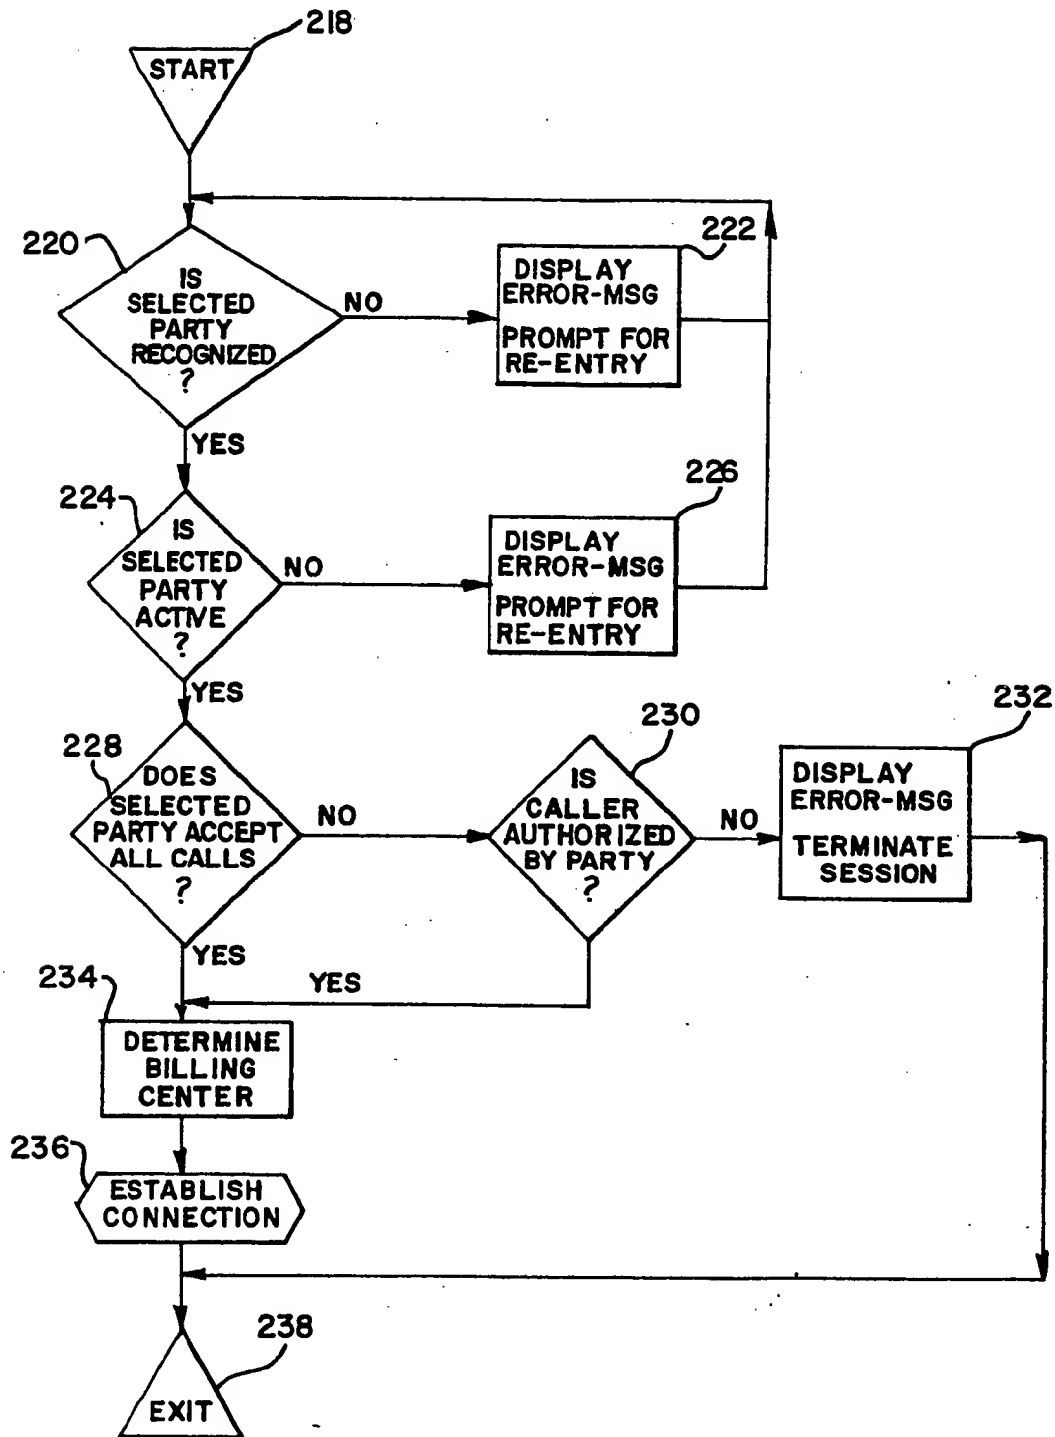 218
START
220
IS
SELECTED
PARTY
RECOGNIZED
?
NO
222
DISPLAY
ERROR-MSG
PROMPT FOR
RE-ENTRY
YES
224
IS
SELECTED
PARTY
ACTIVE
?
NO
226
DISPLAY
ERROR-MSG
PROMPT FOR
RE-ENTRY
YES
228
DOES
SELECTED
PARTY ACCEPT
ALL CALLS
?
NO
230
IS
CALLER
AUTHORIZED
BY PARTY
?
NO
232
DISPLAY
ERROR-MSG
TERMINATE
SESSION
YES
YES
234
DETERMINE
BILLING
CENTER
236
ESTABLISH
CONNECTION
238
EXIT